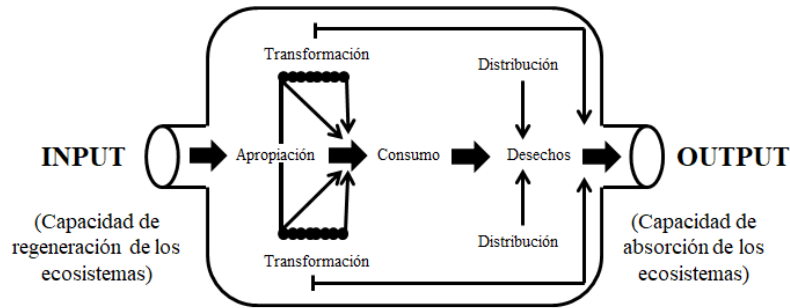 Transformación
Distribución
INPUT
Apropiación
Consumo
Desechos
OUTPUT
(Capacidad de
regeneración de los
ecosistemas)
(Capacidad de
absorción de los
ecosistemas)
Distribución
Transformación